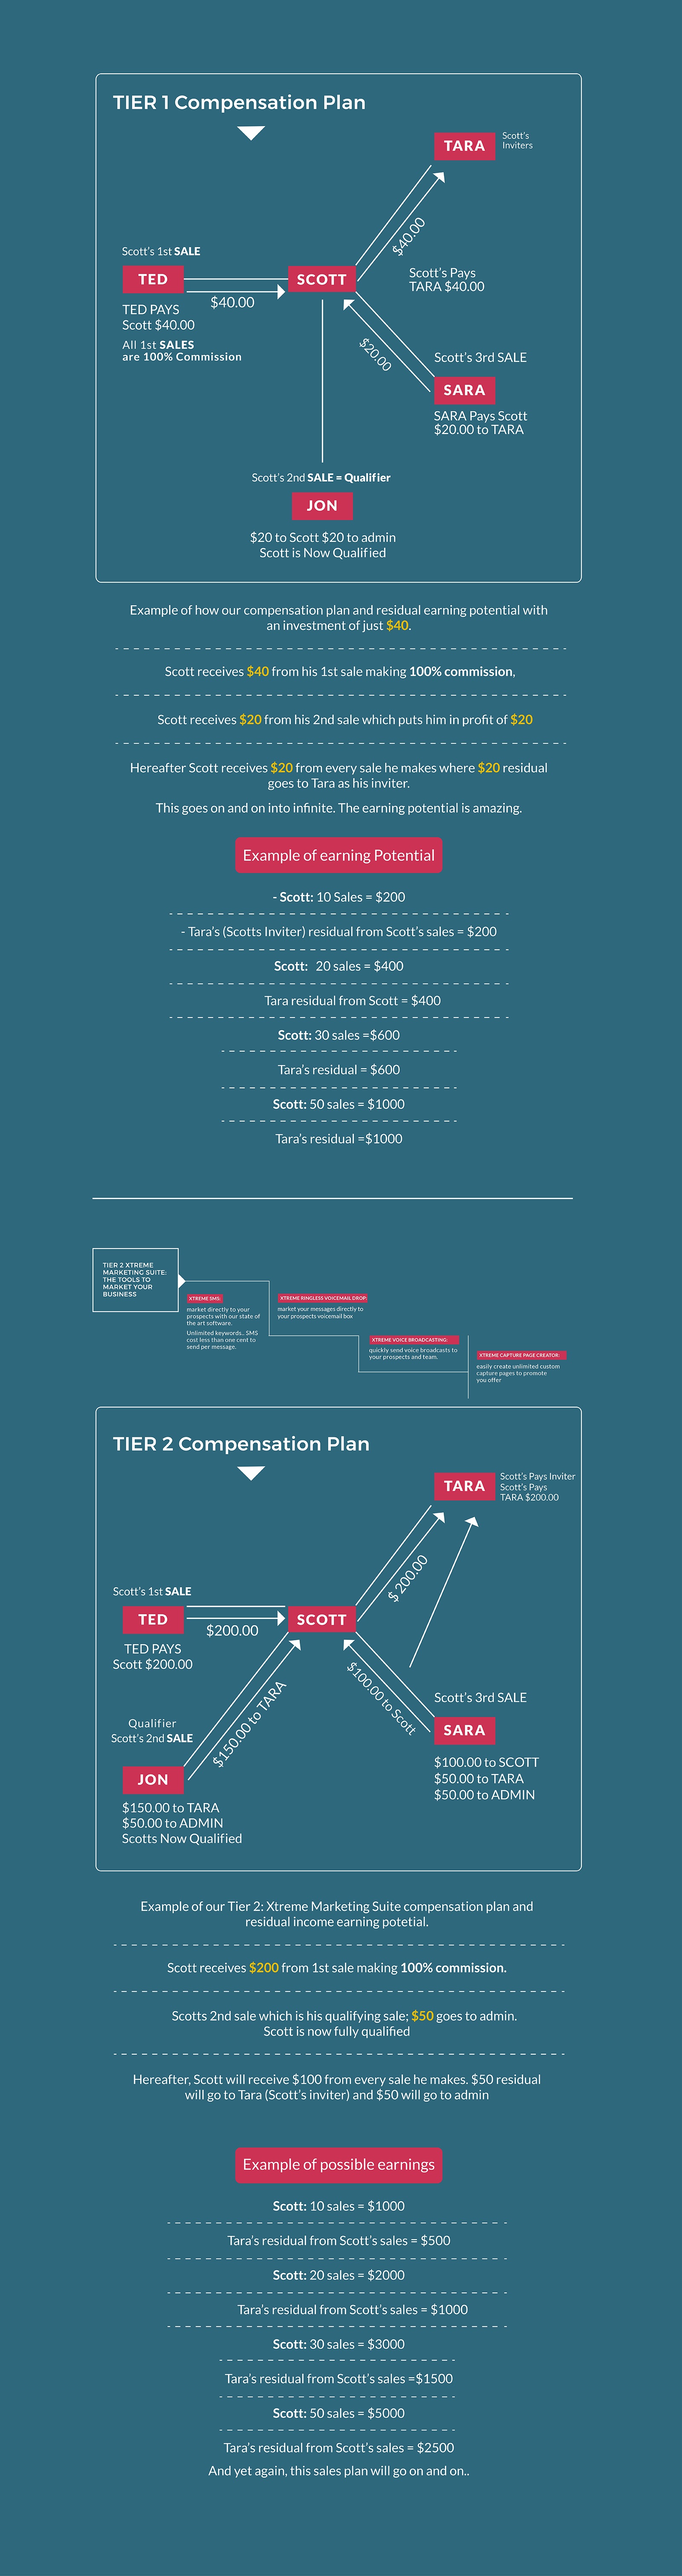 TIER 1 Compensation Plan
TARA
Scott's
Inviters
$40.00
Scott's Pays
TARA $40.00
Scott's 1st SALE
TED
SCOTT
$40.00
TED PAYS
Scott $40.00
All 1st SALES
are 100% Commission
$20.00
Scott's 3rd SALE
SARA
SARA Pays Scott
$20.00 to TARA
Scott's 2nd SALE = Qualifier
JON
$20 to Scott $20 to admin
Scott is Now Qualified
Example of how our compensation plan and residual earning potential with
an investment of just $40.
Scott receives $40 from his 1st sale making 100% commission,
Scott receives $20 from his 2nd sale which puts him in profit of $20
Hereafter Scott receives $20 from every sale he makes where $20 residual
goes to Tara as his inviter.
This goes on and on into infinite. The earning potential is amazing.
Example of earning Potential
- Scott: 10 Sales = $200
- Tara's (Scotts Inviter) residual from Scott's sales = $200
Scott: 20 sales = $400
Tara residual from Scott = $400
Scott: 30 sales =$600
Tara's residual = $600
Scott: 50 sales = $1000
Tara's residual =$1000
TIER 2 XTREME
MARKETING SUITE:
THE TOOLS TO
MARKET YOUR
BUSINESS
XTREME SMS:
market directly to your
prospects with our state of
the art software.
Unlimited keywords.. SMS
cost less than one cent to
send per message.
XTREME RINGLESS VOICEMAIL DROP:
market your messages directly to
your prospects voicemail box
XTREME VOICE BROADCASTING:
quickly send voice broadcasts to
your prospects and team.
XTREME CAPTURE PAGE CREATOR:
easily create unlimited custom
capture pages to promote
you offer
TIER 2 Compensation Plan
TARA
Scott's Pays Inviter
Scott's Pays
TARA $200.00
$ 200.00
Scott's 1st SALE
TED
SCOTT
$200.00
TED PAYS
Scott $200.00
$150.00 to TARA
$100.00 to Scott
Scott's 3rd SALE
SARA
$100.00 to SCOTT
$50.00 to TARA
$50.00 to ADMIN
Qualifier
Scott's 2nd SALE
JON
$150.00 to TARA
$50.00 to ADMIN
Scotts Now Qualified
Example of our Tier 2: Xtreme Marketing Suite compensation plan and
residual income earning potetial.
Scott receives $200 from 1st sale making 100% commission.
Scotts 2nd sale which is his qualifying sale; $50 goes to admin.
Scott is now fully qualified
Hereafter, Scott will receive $100 from every sale he makes. $50 residual
will go to Tara (Scott's inviter) and $50 will go to admin
Example of possible earnings
Scott: 10 sales = $1000
Tara's residual from Scott's sales = $500
Scott: 20 sales = $2000
Tara's residual from Scott's sales = $1000
Scott: 30 sales = $3000
Tara's residual from Scott's sales =$1500
Scott: 50 sales = $5000
Tara's residual from Scott's sales = $2500
And yet again, this sales plan will go on and on..